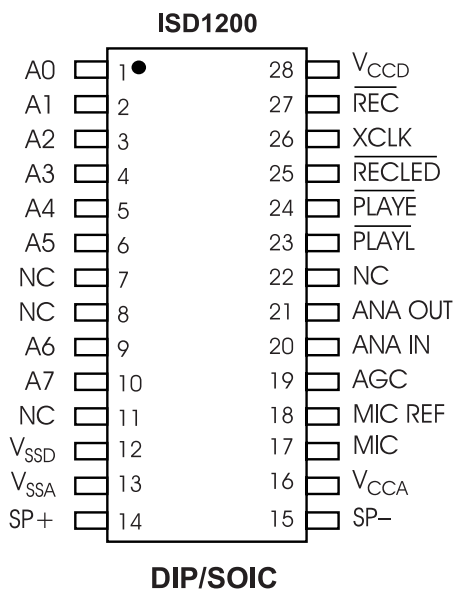 ISD1200
A0 1 28 VCCD
A1 2 27 REC
A2 3 26 XCLK
A3 4 25 RECLED
A4 5 24 PLAYE
A5 6 23 PLAYL
NC 7 22 NC
NC 8 21 ANA OUT
A6 9 20 ANA IN
A7 10 19 AGC
NC 11 18 MIC REF
VSSD 12 17 MIC
VSSA 13 16 VCCA
SP+ 14 15 SP–
DIP/SOIC